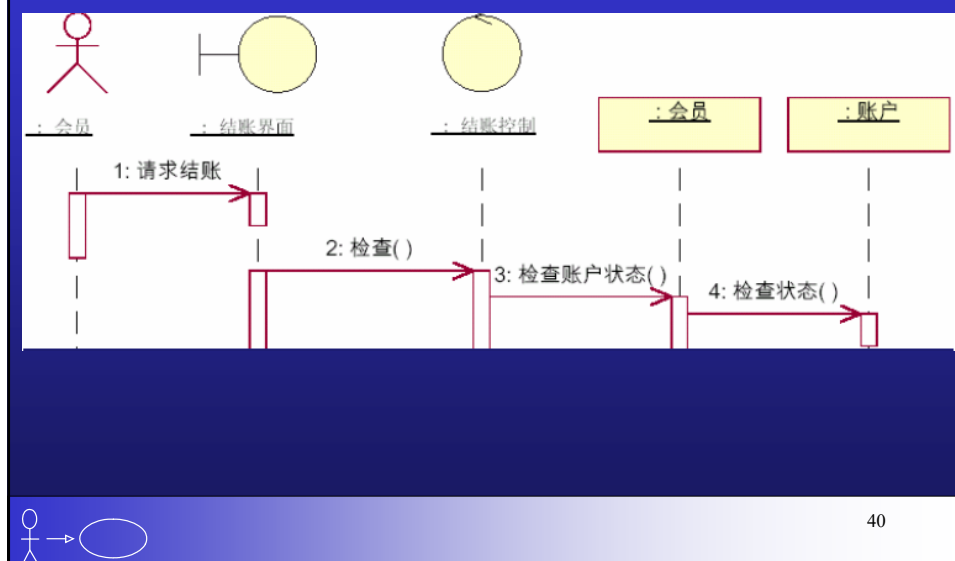 : 会员
: 结账界面
: 结账控制
: 会员
: 账户
1: 请求结账
2: 检查( )
3: 检查账户状态( )
4: 检查状态( )
40